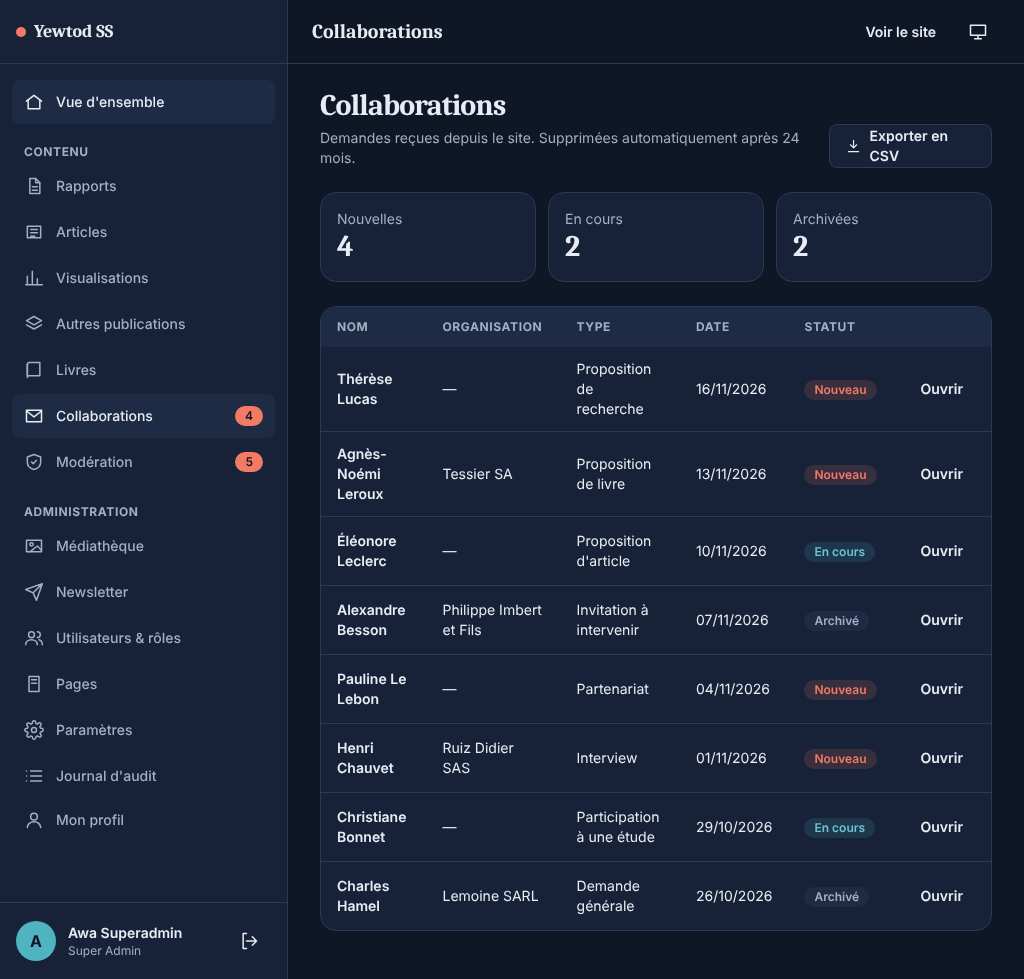 Yewtod SS
Vue d'ensemble
CONTENU
Rapports
Articles
Visualisations
Autres publications
Livres
Collaborations 4
Modération 5
ADMINISTRATION
Médiathèque
Newsletter
Utilisateurs & rôles
Pages
Paramètres
Journal d'audit
Mon profil
A
Awa Superadmin
Super Admin
Collaborations
Voir le site
Collaborations
Demandes reçues depuis le site. Supprimées automatiquement après 24
mois.
Exporter en
CSV
Nouvelles
4
En cours
2
Archivées
2
NOM ORGANISATION TYPE DATE STATUT
Thérèse
Lucas
—
Proposition
de
recherche
16/11/2026
Nouveau
Ouvrir
Agnès-
Noémi
Leroux
Tessier SA
Proposition
de livre
13/11/2026
Nouveau
Ouvrir
Éléonore
Leclerc
—
Proposition
d'article
10/11/2026
En cours
Ouvrir
Alexandre
Besson
Philippe Imbert
et Fils
Invitation à
intervenir
07/11/2026
Archivé
Ouvrir
Pauline Le
Lebon
—
Partenariat
04/11/2026
Nouveau
Ouvrir
Henri
Chauvet
Ruiz Didier
SAS
Interview
01/11/2026
Nouveau
Ouvrir
Christiane
Bonnet
—
Participation
à une étude
29/10/2026
En cours
Ouvrir
Charles
Hamel
Lemoine SARL
Demande
générale
26/10/2026
Archivé
Ouvrir